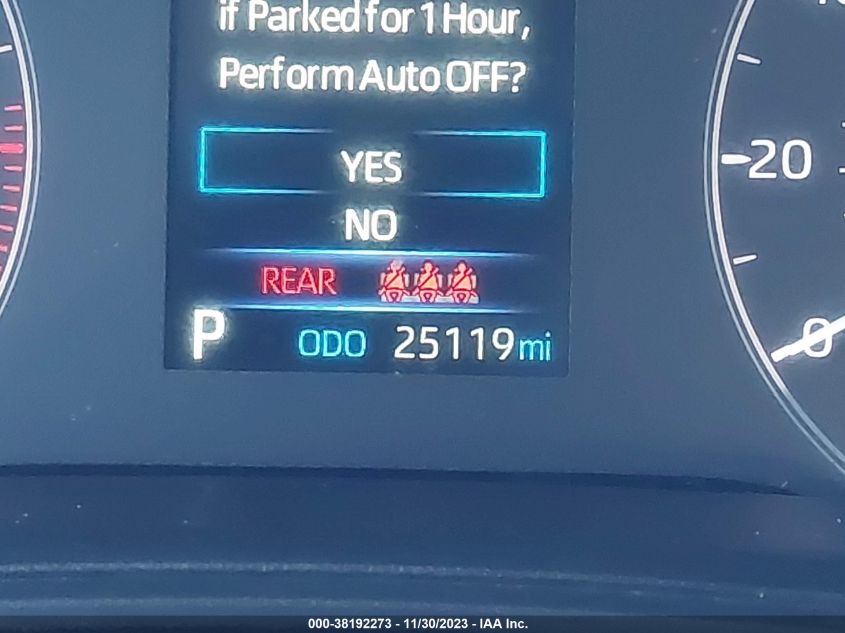 if Parked for 1 Hour,
Perform Auto OFF?
YES
NO
REAR
P ODO 25119 mi
20
0
000-38192273 - 11/30/2023 - IAA Inc.